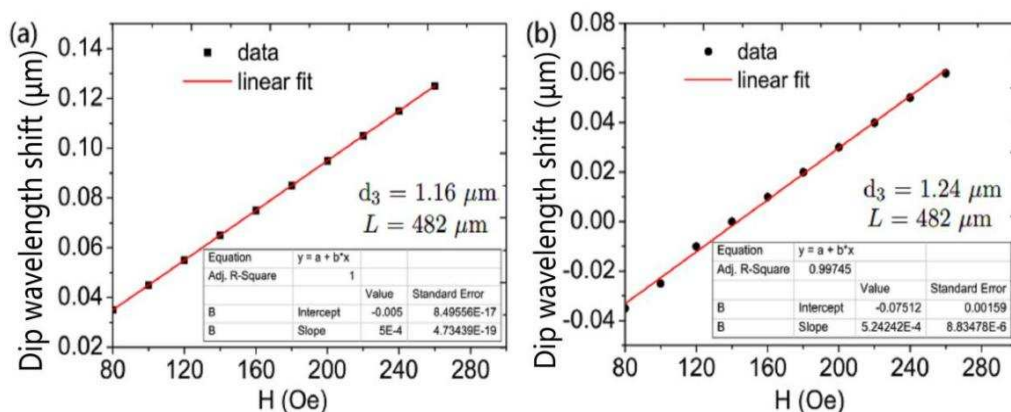 (a)
Dip wavelength shift (μm)
0.14
0.12
0.10
0.08
0.06
0.04
0.02
data
linear fit
d₃ = 1.16 μm
L = 482 μm
Equation y = a + b*x
Adj. R-Square 1
Value Standard Error
B Intercept -0.005 8.49556E-17
B Slope 5E-4 4.73439E-19
80 120 160 200 240 280
H (Oe)
(b)
Dip wavelength shift (μm)
0.08
0.06
0.04
0.02
0.00
-0.02
-0.04
data
linear fit
d₃ = 1.24 μm
L = 482 μm
Equation y = a + b*x
Adj. R-Square 0.99745
Value Standard Error
B Intercept -0.07512 0.00159
B Slope 5.24242E-4 8.83478E-6
80 120 160 200 240 280
H (Oe)